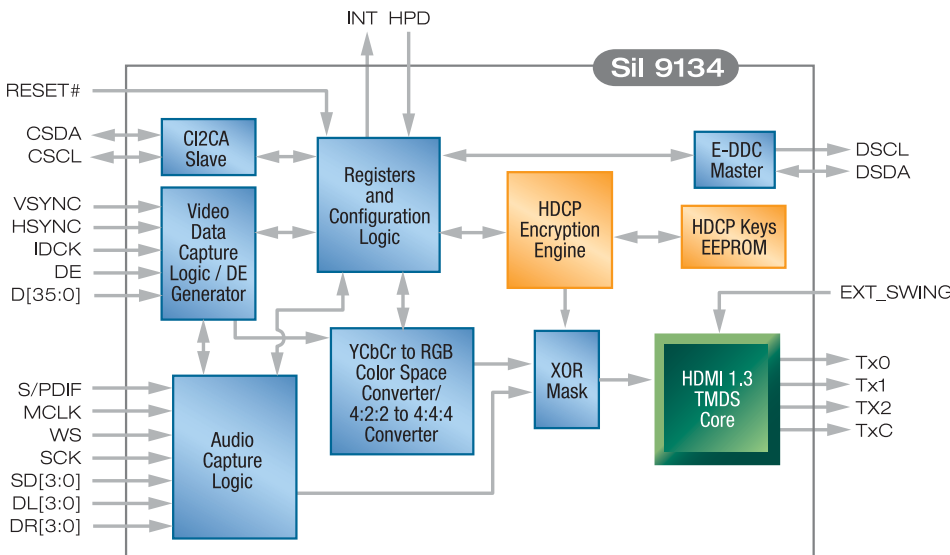 INT HPD
SiI 9134
RESET#
CSDA
CSCL
CI2CA
Slave
Registers
and
Configuration
Logic
E-DDC
Master
DSCL
DSDA
VSYNC
HSYNC
IDCK
DE
D[35:0]
Video
Data
Capture
Logic / DE
Generator
HDCP
Encryption
Engine
HDCP Keys
EEPROM
EXT_SWING
YCbCr to RGB
Color Space
Converter/
4:2:2 to 4:4:4
Converter
XOR
Mask
HDMI 1.3
TMDS
Core
Tx0
Tx1
TX2
TxC
S/PDIF
MCLK
WS
SCK
SD[3:0]
DL[3:0]
DR[3:0]
Audio
Capture
Logic